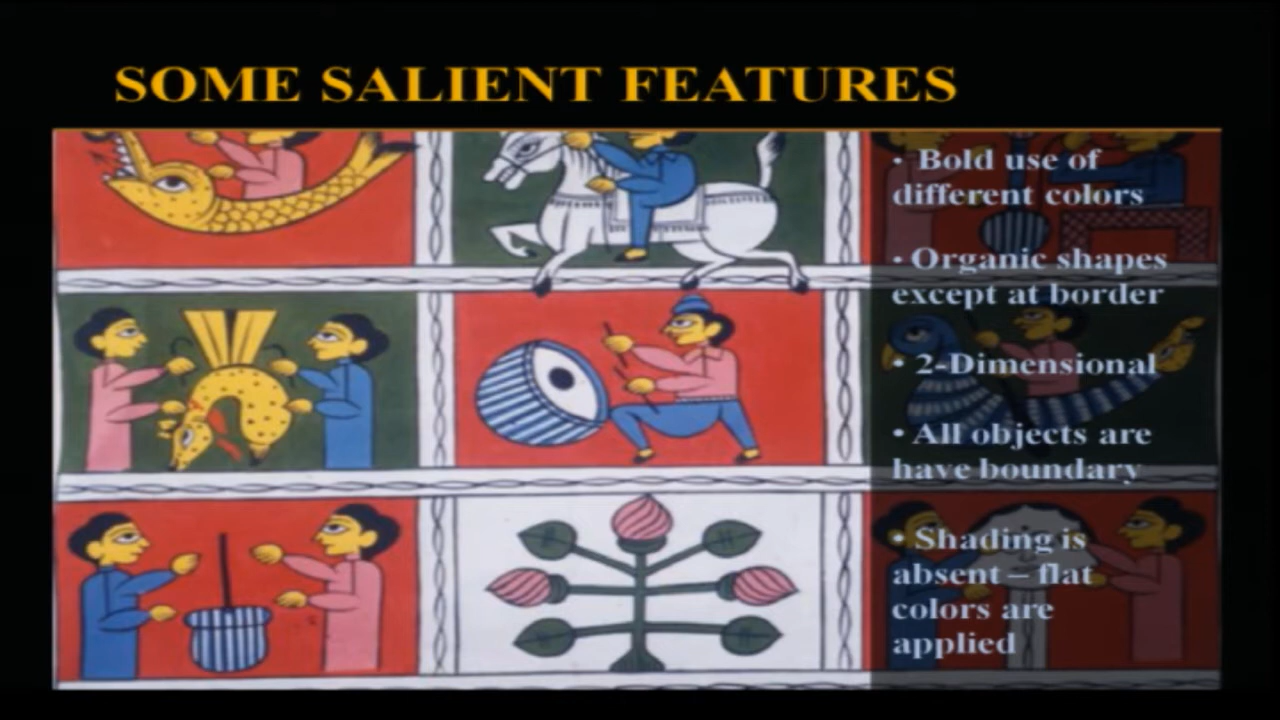 SOME SALIENT FEATURES
• Bold use of
different colors
• Organic shapes
except at border
• 2-Dimensional
• All objects are
have boundary
• Shading is
absent – flat
colors are
applied